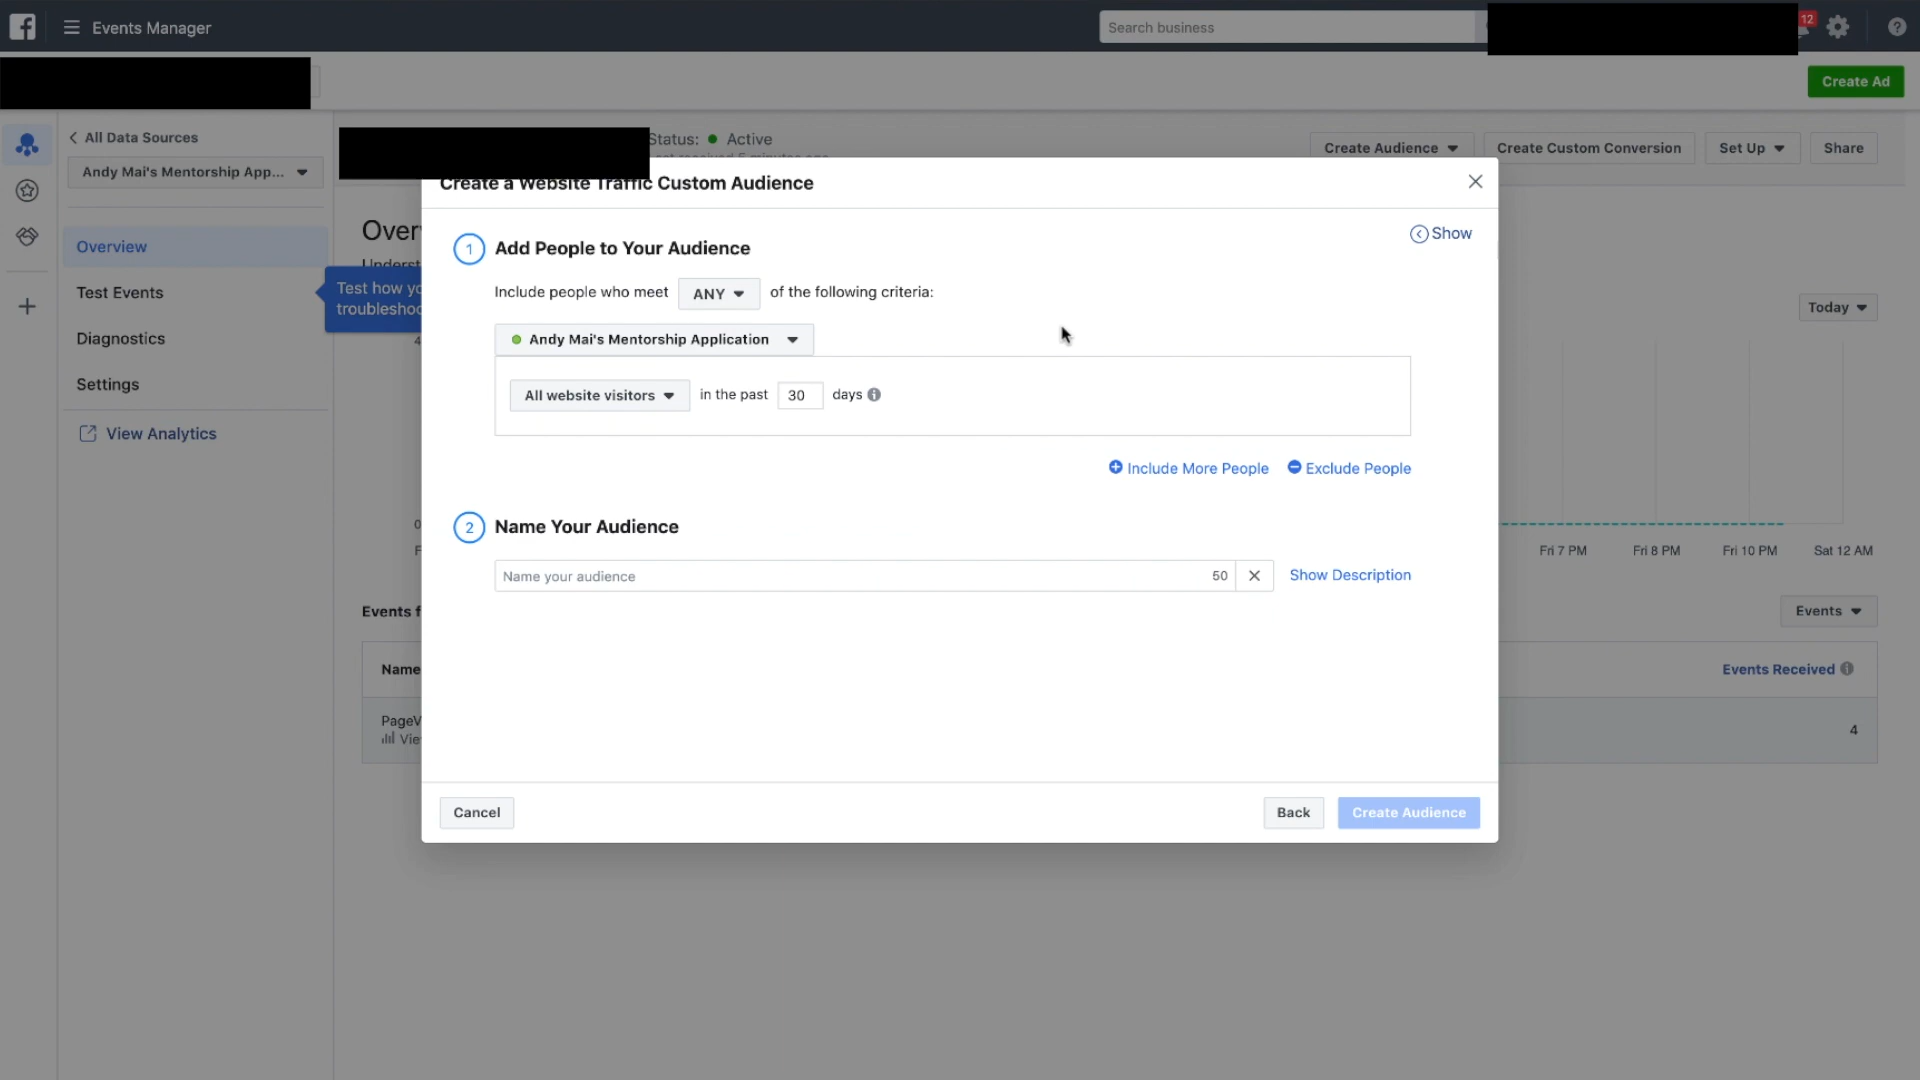 Events Manager
Search business
12
Create Ad
All Data Sources
Status: Active
Create Audience
Create Custom Conversion
Set Up
Share
Andy Mai's Mentorship App...
Create a Website Traffic Custom Audience
Show
1 Add People to Your Audience
Overview
Include people who meet ANY of the following criteria:
Test Events
Test how
Today
Diagnostics
Andy Mai's Mentorship Application
Settings
All website visitors in the past 30 days
View Analytics
Include More People Exclude People
2 Name Your Audience
0
Fri 7 PM Fri 8 PM Fri 10 PM Sat 12 AM
Name your audience 50 Show Description
Events
Events
Name
Events Received
PageV
4
Cancel
Back
Create Audience